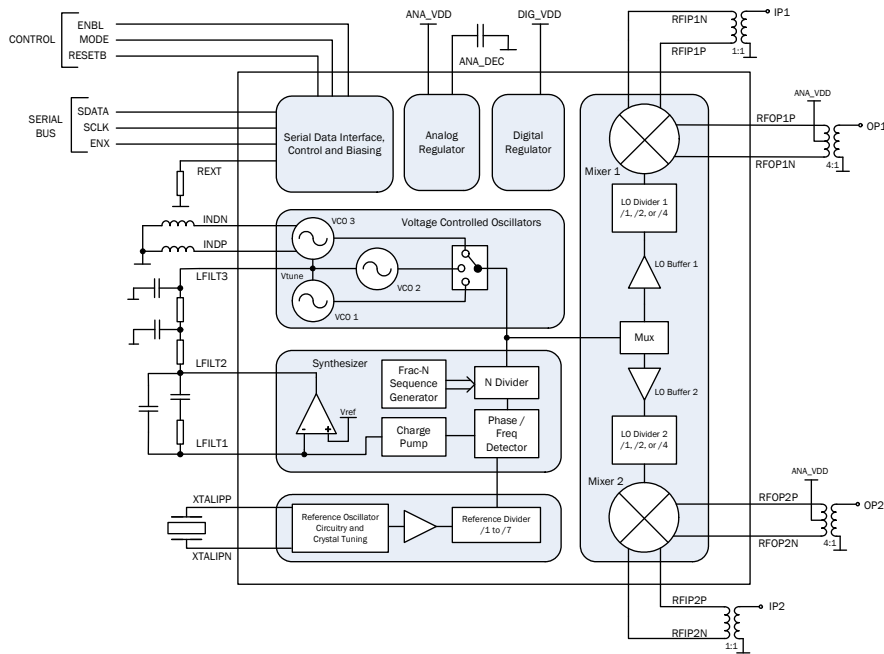 ENBL
CONTROL
MODE
RESETB
ANA_VDD
DIG_VDD
ANA_DEC
RFIP1N
IP1
RFIP1P
1:1
SERIAL
BUS
SDATA
SCLK
ENX
REXT
Serial Data Interface,
Control and Biasing
Analog
Regulator
Digital
Regulator
Mixer 1
ANA_VDD
RFOP1P
OP1
RFOP1N
4:1
LO Divider 1
/1, /2, or /4
LO Buffer 1
INDN
INDP
LFILT3
VCO 3
Voltage Controlled Oscillators
Vtune
VCO 2
VCO 1
Mux
LO Buffer 2
LFILT2
LFILT1
Synthesizer
Frac-N
Sequence
Generator
N Divider
Vref
-
+
Charge
Pump
Phase /
Freq
Detector
LO Divider 2
/1, /2, or /4
Mixer 2
ANA_VDD
RFOP2P
OP2
RFOP2N
4:1
XTALIPP
XTALIPN
Reference Oscillator
Circuitry and
Crystal Tuning
Reference Divider
/1 to /7
RFIP2P
IP2
RFIP2N
1:1